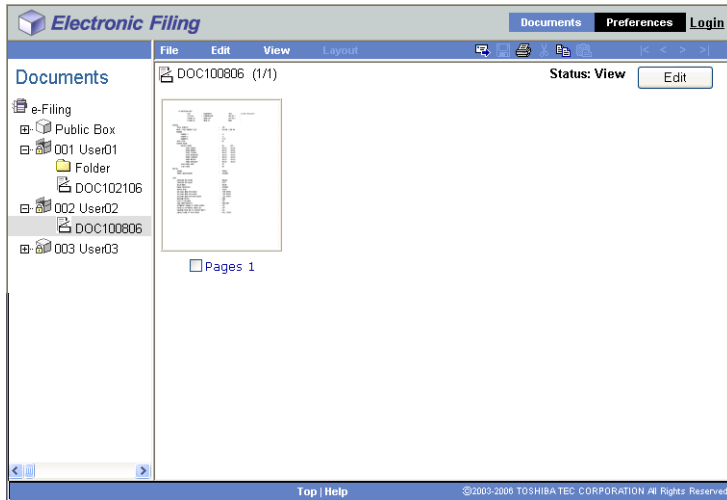 Electronic Filing
Documents Preferences Login
File Edit View Layout
Documents
e-Filing
Public Box
001 User01
Folder
DOC102106
002 User02
DOC100806
003 User03
DOC100806 (1/1)
Status: View
Edit
Pages 1
Top | Help
©2003-2006 TOSHIBA TEC CORPORATION All Rights Reserved